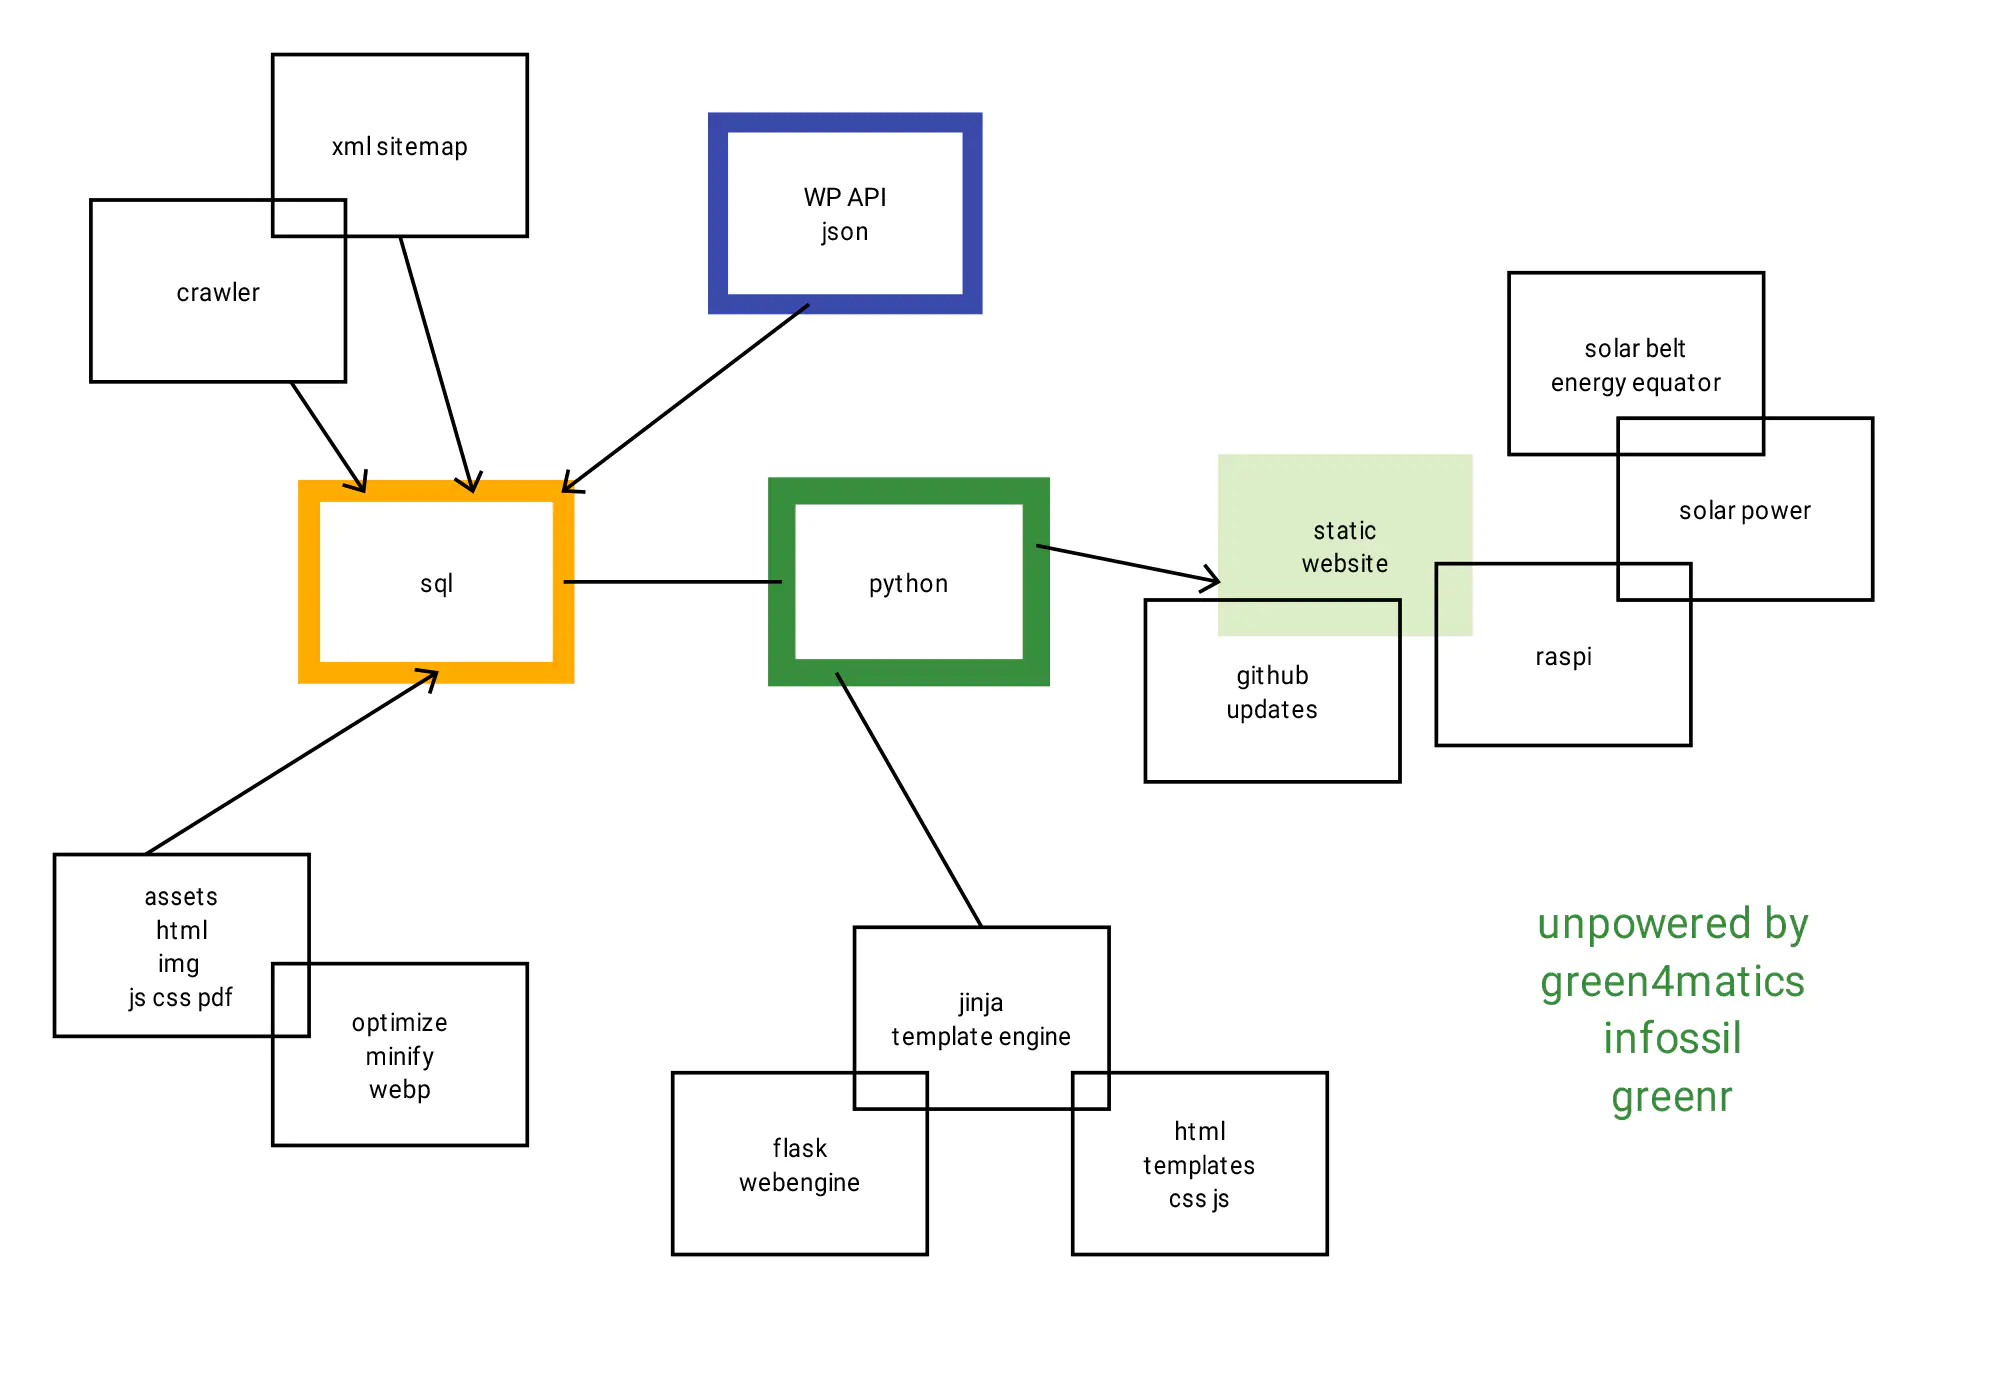 xml sitemap
crawler
WP API
json
solar belt
energy equator
solar power
static
website
sql
python
raspi
github
updates
assets
html
img
js css pdf
optimize
minify
webp
jinja
template engine
flask
webengine
html
templates
css js
unpowered by
green4matics
infossil
greenr